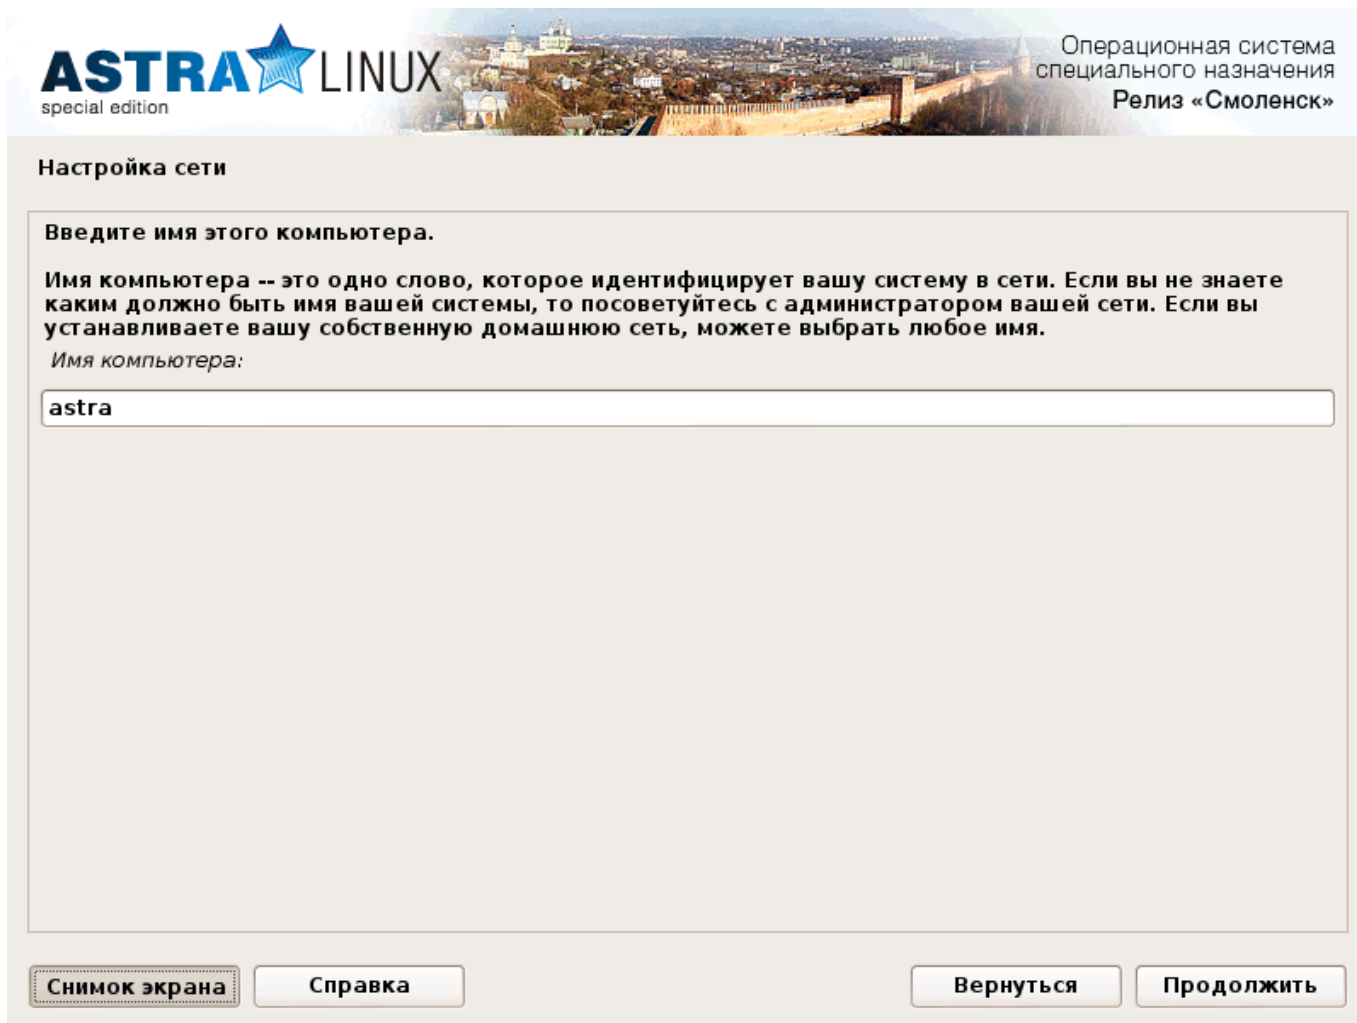 ASTRA LINUX
special edition
Операционная система
специального назначения
Релиз «Смоленск»
Настройка сети
Введите имя этого компьютера.
Имя компьютера -- это одно слово, которое идентифицирует вашу систему в сети. Если вы не знаете
каким должно быть имя вашей системы, то посоветуйтесь с администратором вашей сети. Если вы
устанавливаете вашу собственную домашнюю сеть, можете выбрать любое имя.
Имя компьютера:
astra
Снимок экрана Справка Вернуться Продолжить